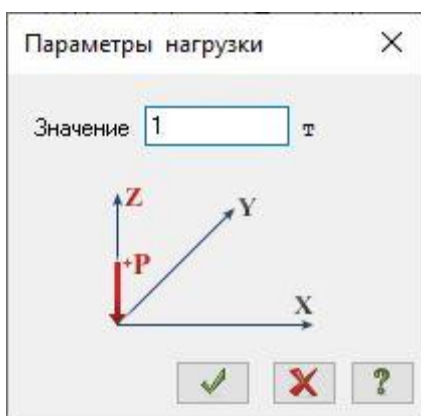 Параметры нагрузки
Значение 1 т
Z
Y
+P
X